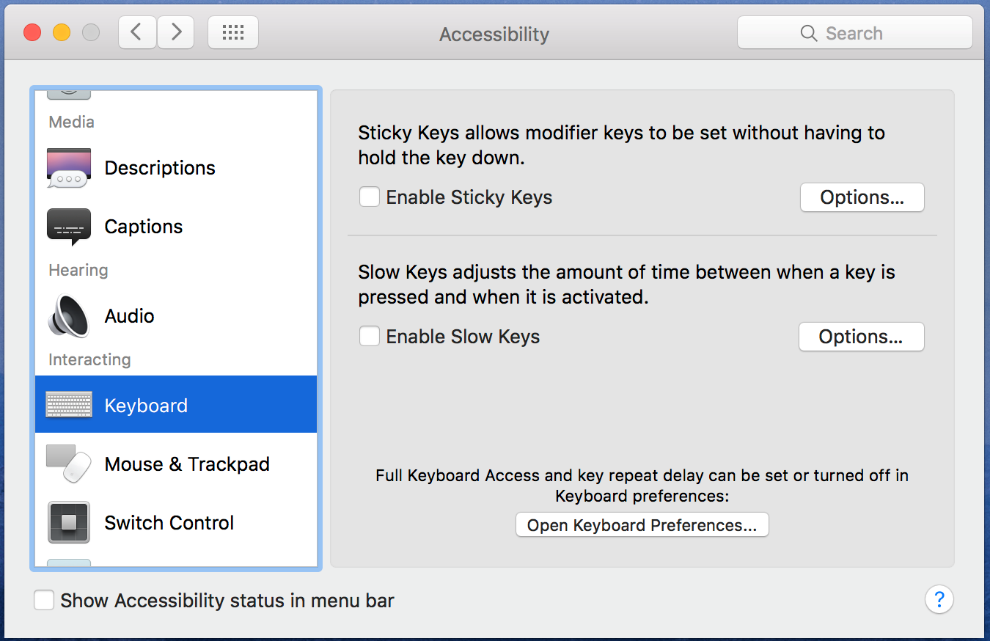 Accessibility
Search
Media
Descriptions
Captions
Hearing
Audio
Interacting
Keyboard
Mouse & Trackpad
Switch Control
Sticky Keys allows modifier keys to be set without having to
hold the key down.
Enable Sticky Keys
Options...
Slow Keys adjusts the amount of time between when a key is
pressed and when it is activated.
Enable Slow Keys
Options...
Full Keyboard Access and key repeat delay can be set or turned off in
Keyboard preferences:
Open Keyboard Preferences...
Show Accessibility status in menu bar
?